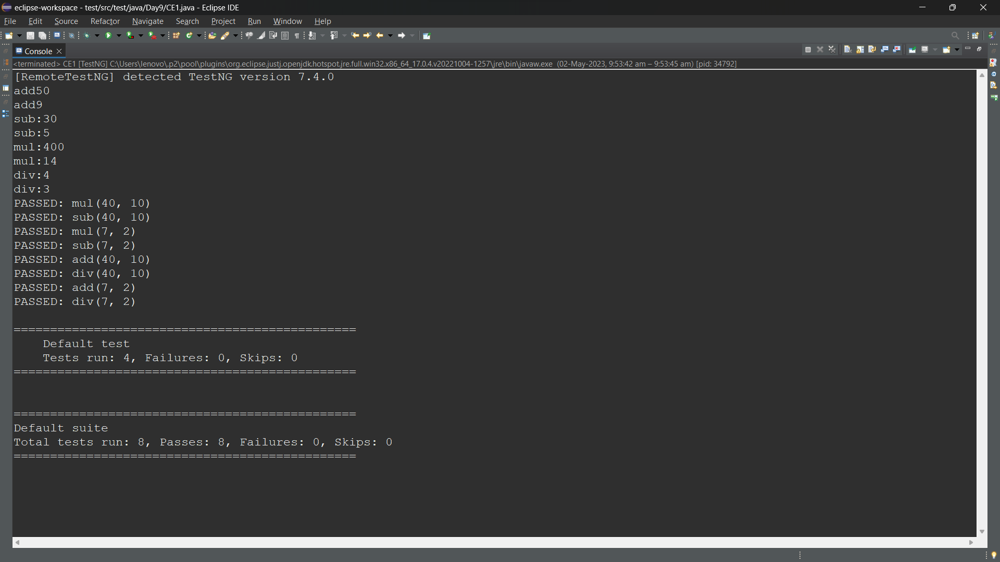 eclipse-workspace - test/src/test/java/Day9/CE1.java - Eclipse IDE
File Edit Source Refactor Navigate Search Project Run Window Help
Console
<terminated> CE1 [TestNG] C:\Users\lenovo\.p2\pool\plugins\org.eclipse.justj.openjdk.hotspot.jre.full.win32.x86_64_17.0.4.v20221004-1257\jre\bin\javaw.exe (02-May-2023, 9:53:42 am – 9:53:45 am) [pid: 34792]
[RemoteTestNG] detected TestNG version 7.4.0
add50
add9
sub:30
sub:5
mul:400
mul:14
div:4
div:3
PASSED: mul(40, 10)
PASSED: sub(40, 10)
PASSED: mul(7, 2)
PASSED: sub(7, 2)
PASSED: add(40, 10)
PASSED: div(40, 10)
PASSED: add(7, 2)
PASSED: div(7, 2)
===============================================
Default test
Tests run: 4, Failures: 0, Skips: 0
===============================================
===============================================
Default suite
Total tests run: 8, Passes: 8, Failures: 0, Skips: 0
===============================================